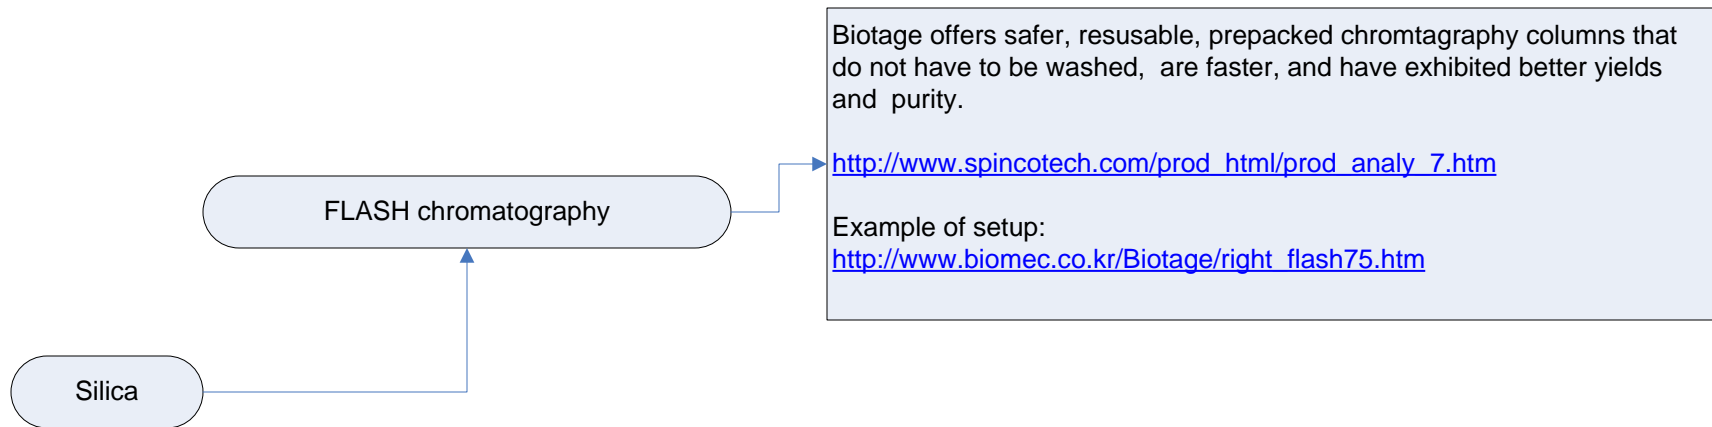 Biotage offers safer, resusable, prepacked chromtagraphy columns that
do not have to be washed,  are faster, and have exhibited better yields
and  purity.
http://www.spincotech.com/prod_html/prod_analy_7.htm
Example of setup:
http://www.biomec.co.kr/Biotage/right_flash75.htm
FLASH chromatography
Silica